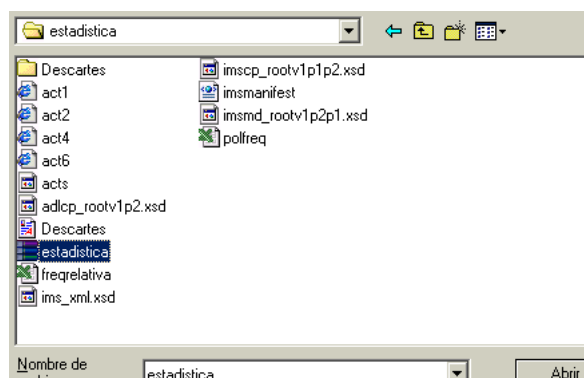 estadistica
Descartes
act1
act2
act4
act6
acts
adlcp_rootv1p2.xsd
Descartes
estadistica
freqrelativa
ims_xml.xsd
imscp_rootv1p1p2.xsd
imsmanifest
imsmd_rootv1p2p1.xsd
polfreq
Nombre de
estadistica
Abrir